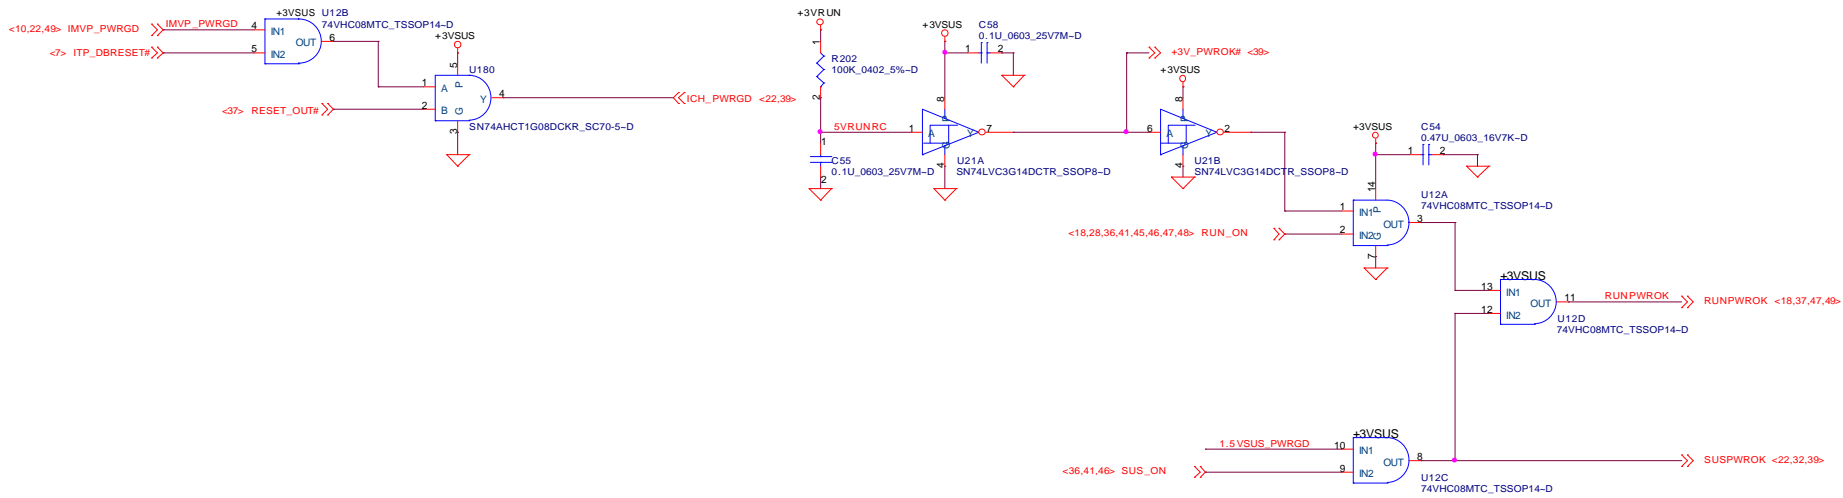 +3VSUS U12B
74VHC08MTC_TSSOP14~D
<10,22,49> IMVP_PWRGD
IMVP_PWRGD
4
IN1
OUT
6
<7> ITP_DBRESET#
5
IN2
+3VSUS
5
U180
1
A
P
Y
4
2
B
G
<37> RESET_OUT#
3
SN74AHCT1G08DCKR_SC70-5~D
ICH_PWRGD <22,39>
+3VRUN
1
R202
100K_0402_5%~D
2
5VRUNRC
1
C55
0.1U_0603_25V7M~D
2
+3VSUS
C58
0.1U_0603_25V7M~D
1
2
8
1
A
Y
7
G
4
U21A
SN74LVC3G14DCTR_SSOP8~D
+3V_PWROK# <39>
+3VSUS
8
6
A
Y
2
G
4
U21B
SN74LVC3G14DCTR_SSOP8~D
+3VSUS
C54
0.47U_0603_16V7K~D
1
2
14
U12A
74VHC08MTC_TSSOP14~D
1
IN1
P
OUT
3
<18,28,36,41,45,46,47,48> RUN_ON
2
IN2
G
7
+3VSUS
13
IN1
OUT
11
12
IN2
U12D
74VHC08MTC_TSSOP14~D
RUNPWROK
RUNPWROK <18,37,47,49>
+3VSUS
1.5VSUS_PWRGD
10
IN1
OUT
8
<36,41,46> SUS_ON
9
IN2
U12C
74VHC08MTC_TSSOP14~D
SUSPWROK <22,32,39>